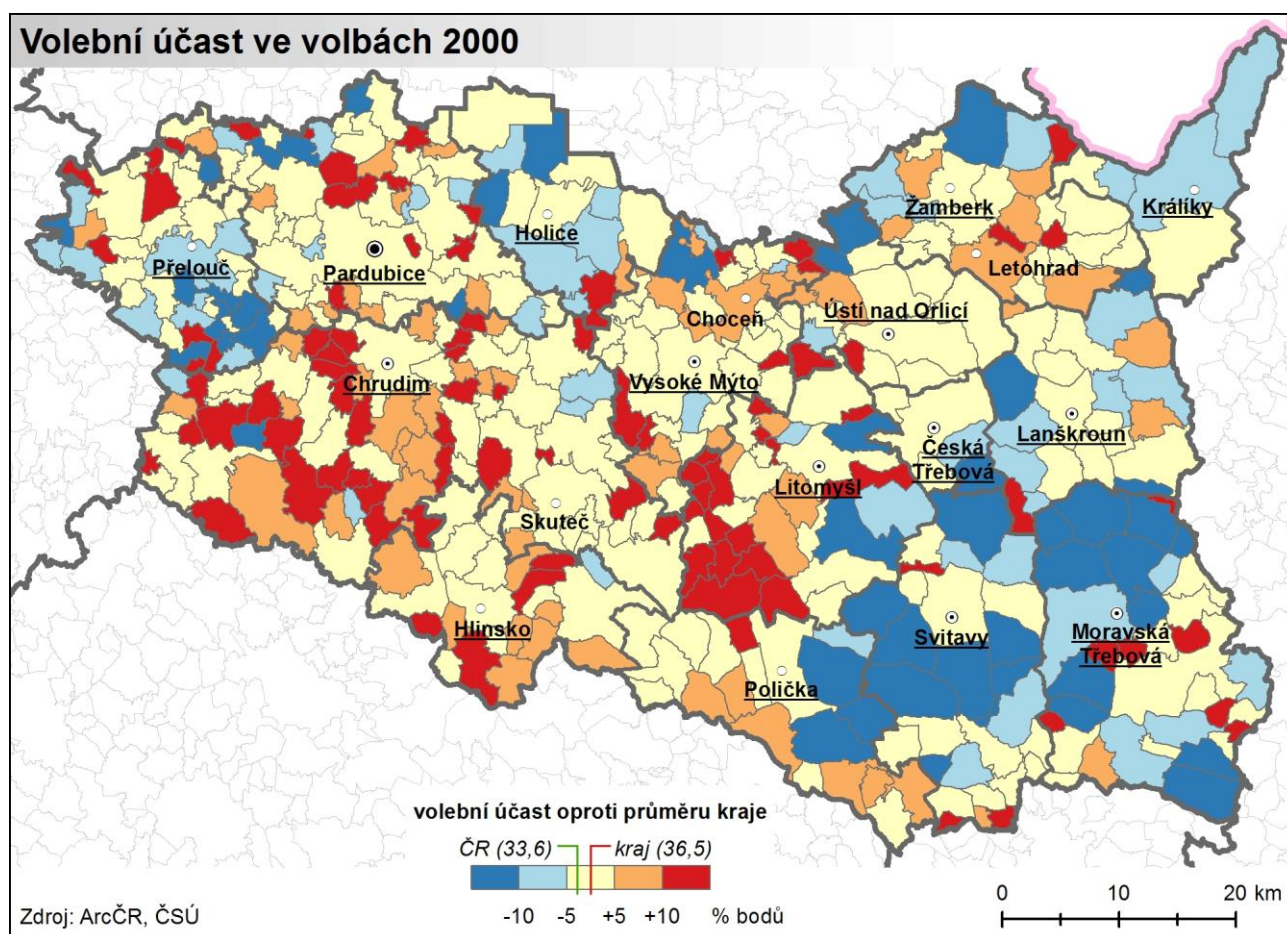 Volební účast ve volbách 2000
Žamberk
Králíky
Holice
Přelouč
Pardubice
Letohrad
Choceň
Ústí nad Orlicí
Chrudim
Vysoké Mýto
Česká
Třebová
Lanškroun
Litomyšl
Skuteč
Hlinsko
Svitavy
Moravská
Třebová
Polička
volební účast oproti průměru kraje
ČR (33,6) kraj (36,5)
-10 -5 +5 +10 % bodů
Zdroj: ArcČR, ČSÚ
0 10 20 km